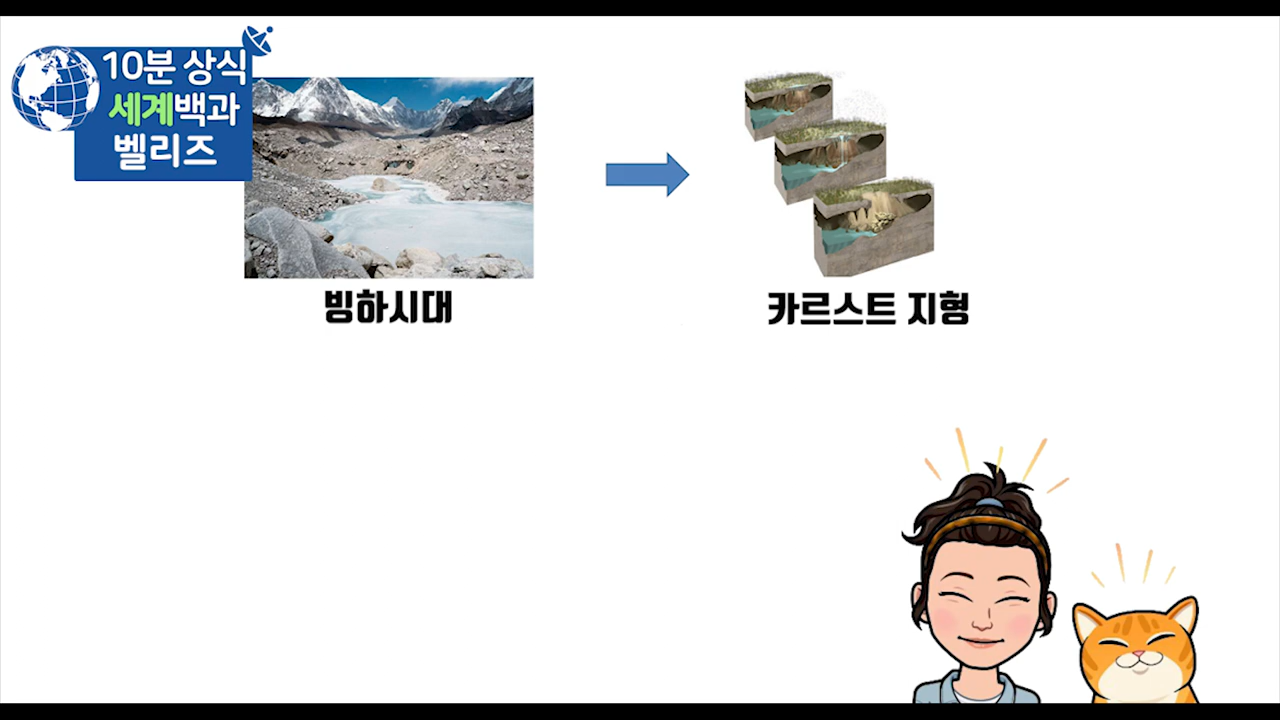 10분 상식
세계백과
벨리즈
빙하시대
카르스트 지형